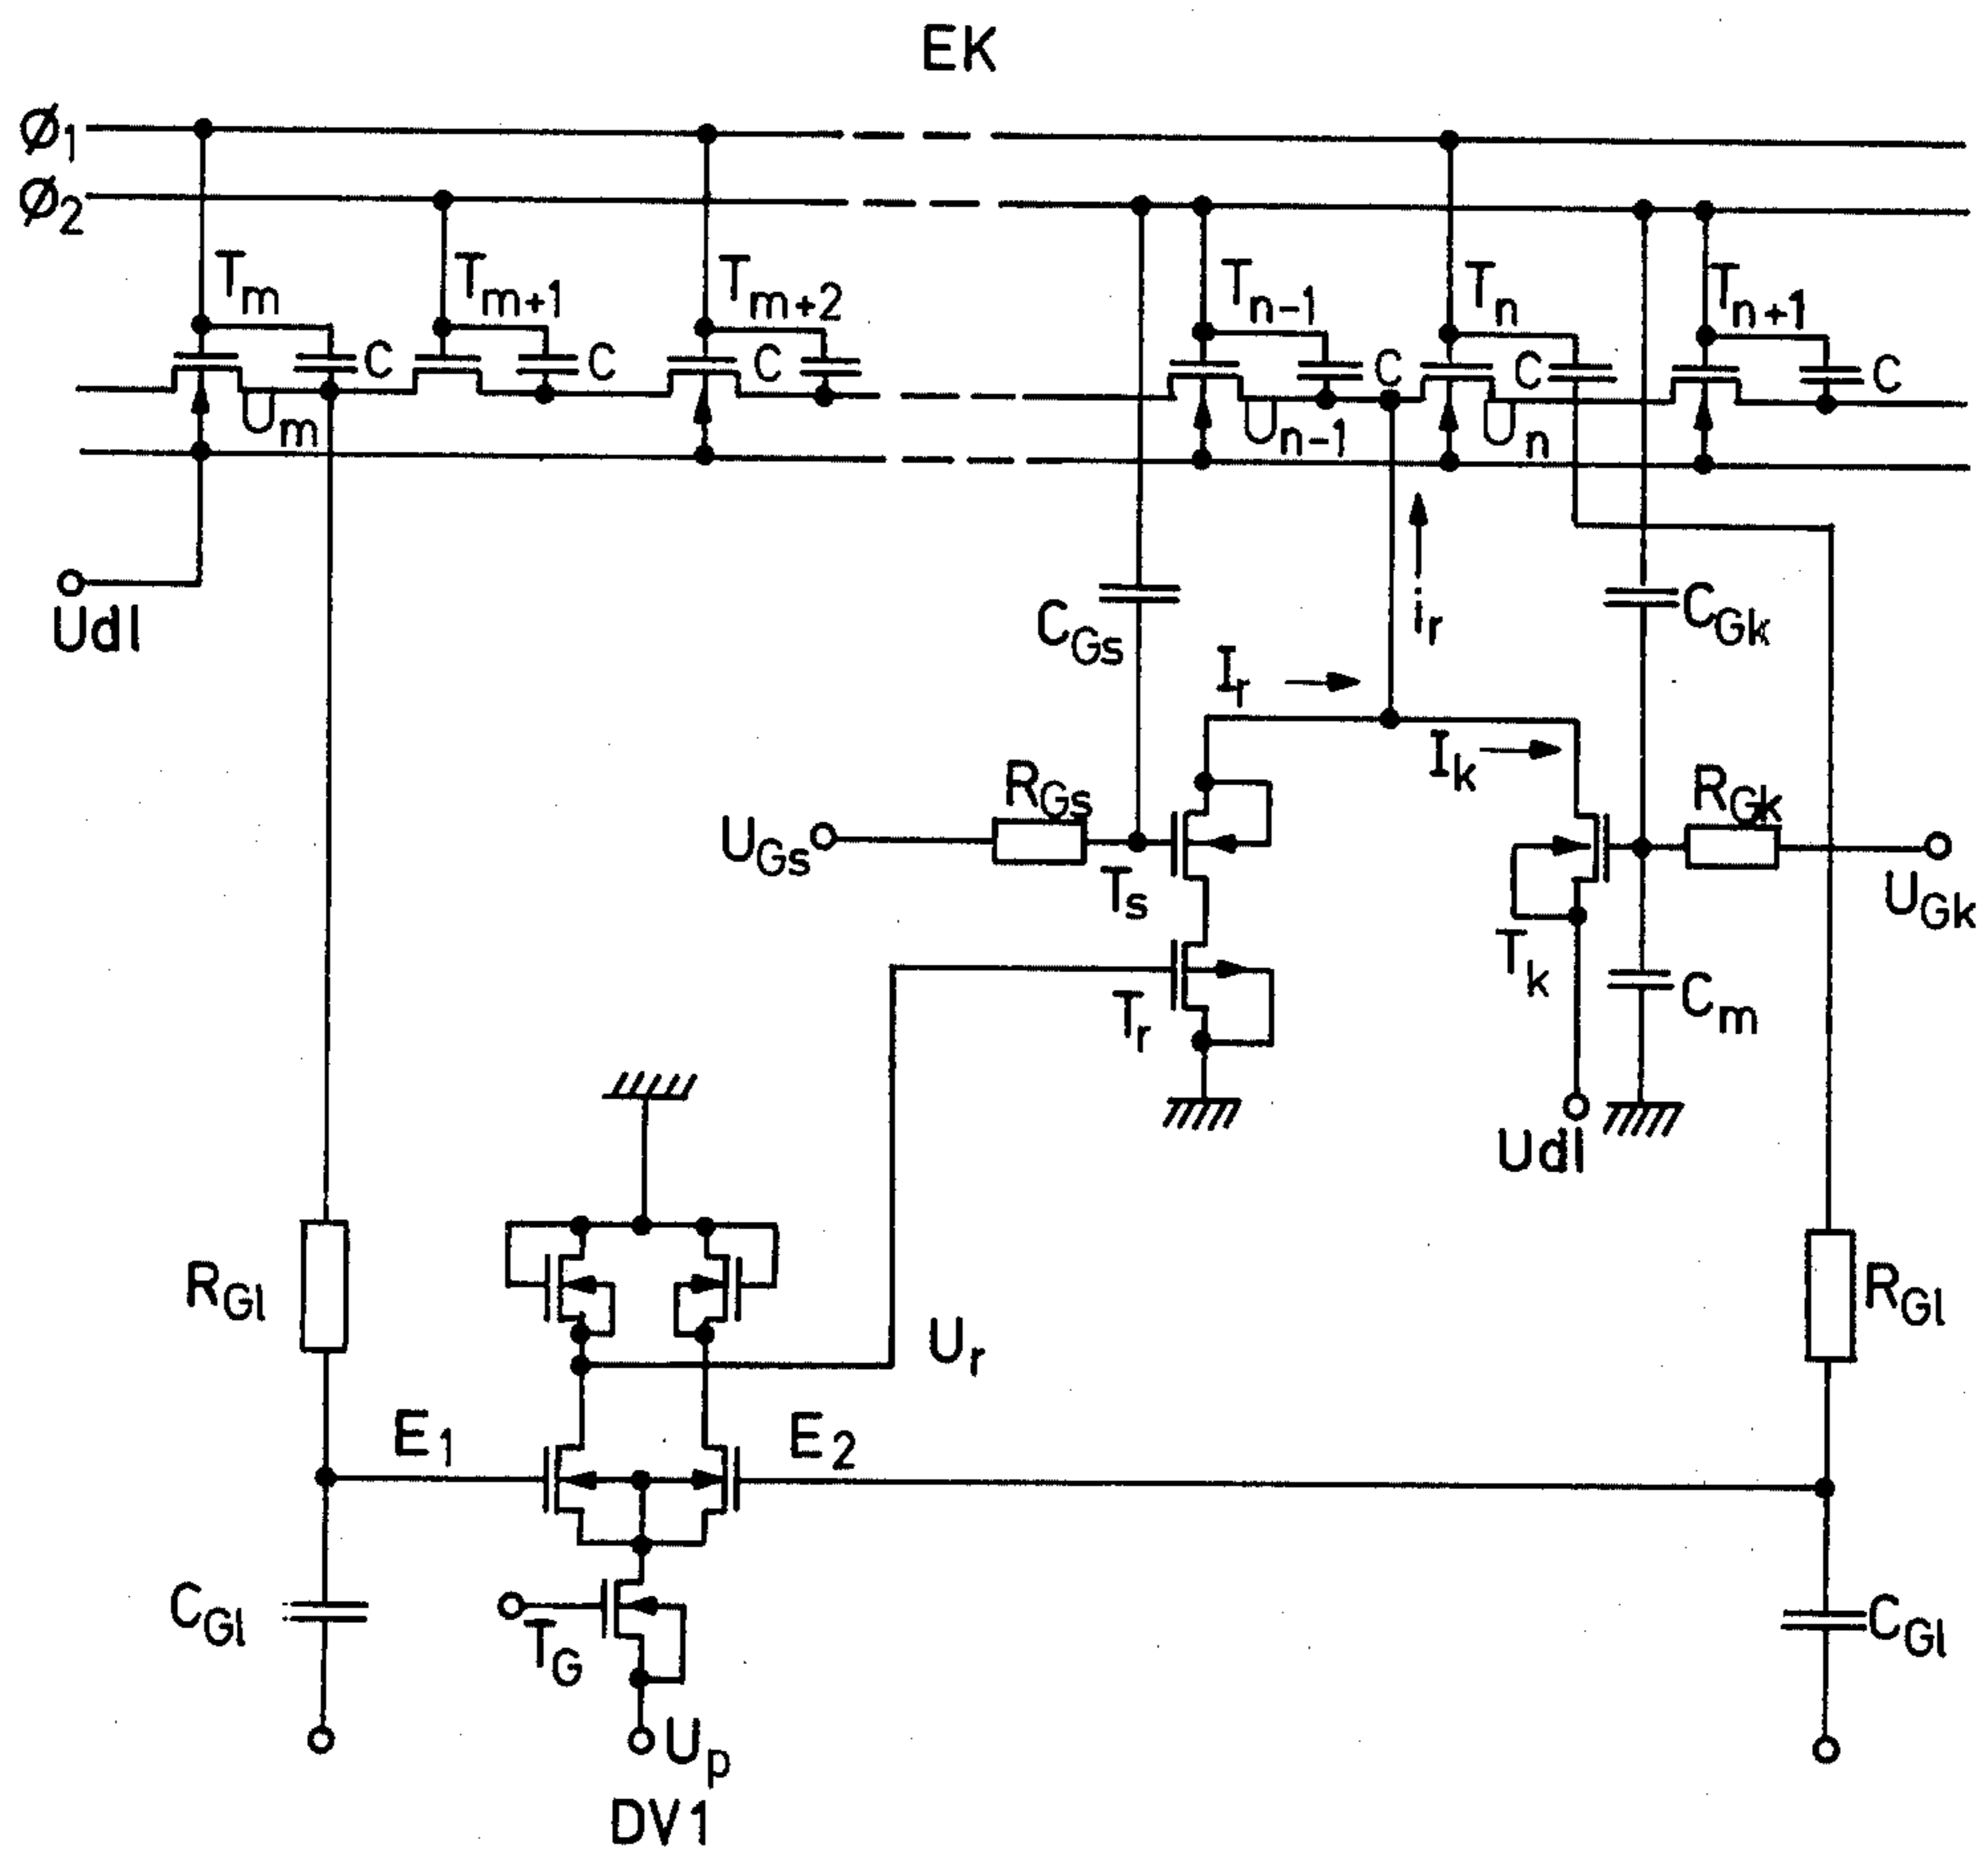 EK
Ø1
Ø2
Tm
Tm+1
Tm+2
Tn-1
Tn
Tn+1
C
C
C
C
C
C
Um
Un-1
Un
Udl
CGs
ir
CGk
Ir
Ik
RGs
RGk
UGs
Ts
UGk
Tk
Tr
Cm
Udl
RGl
Ur
RGl
E1
E2
CGl
TG
CGl
Up
DV1